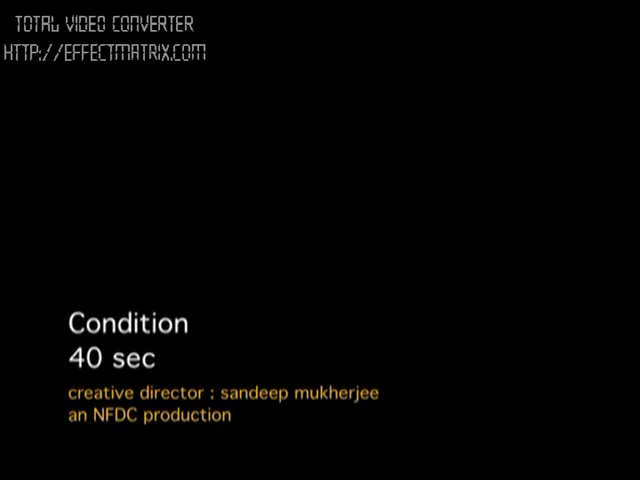 TOTAL VIDEO CONVERTER
HTTP://EFFECTMATRIX.COM
Condition
40 sec
creative director : sandeep mukherjee
an NFDC production